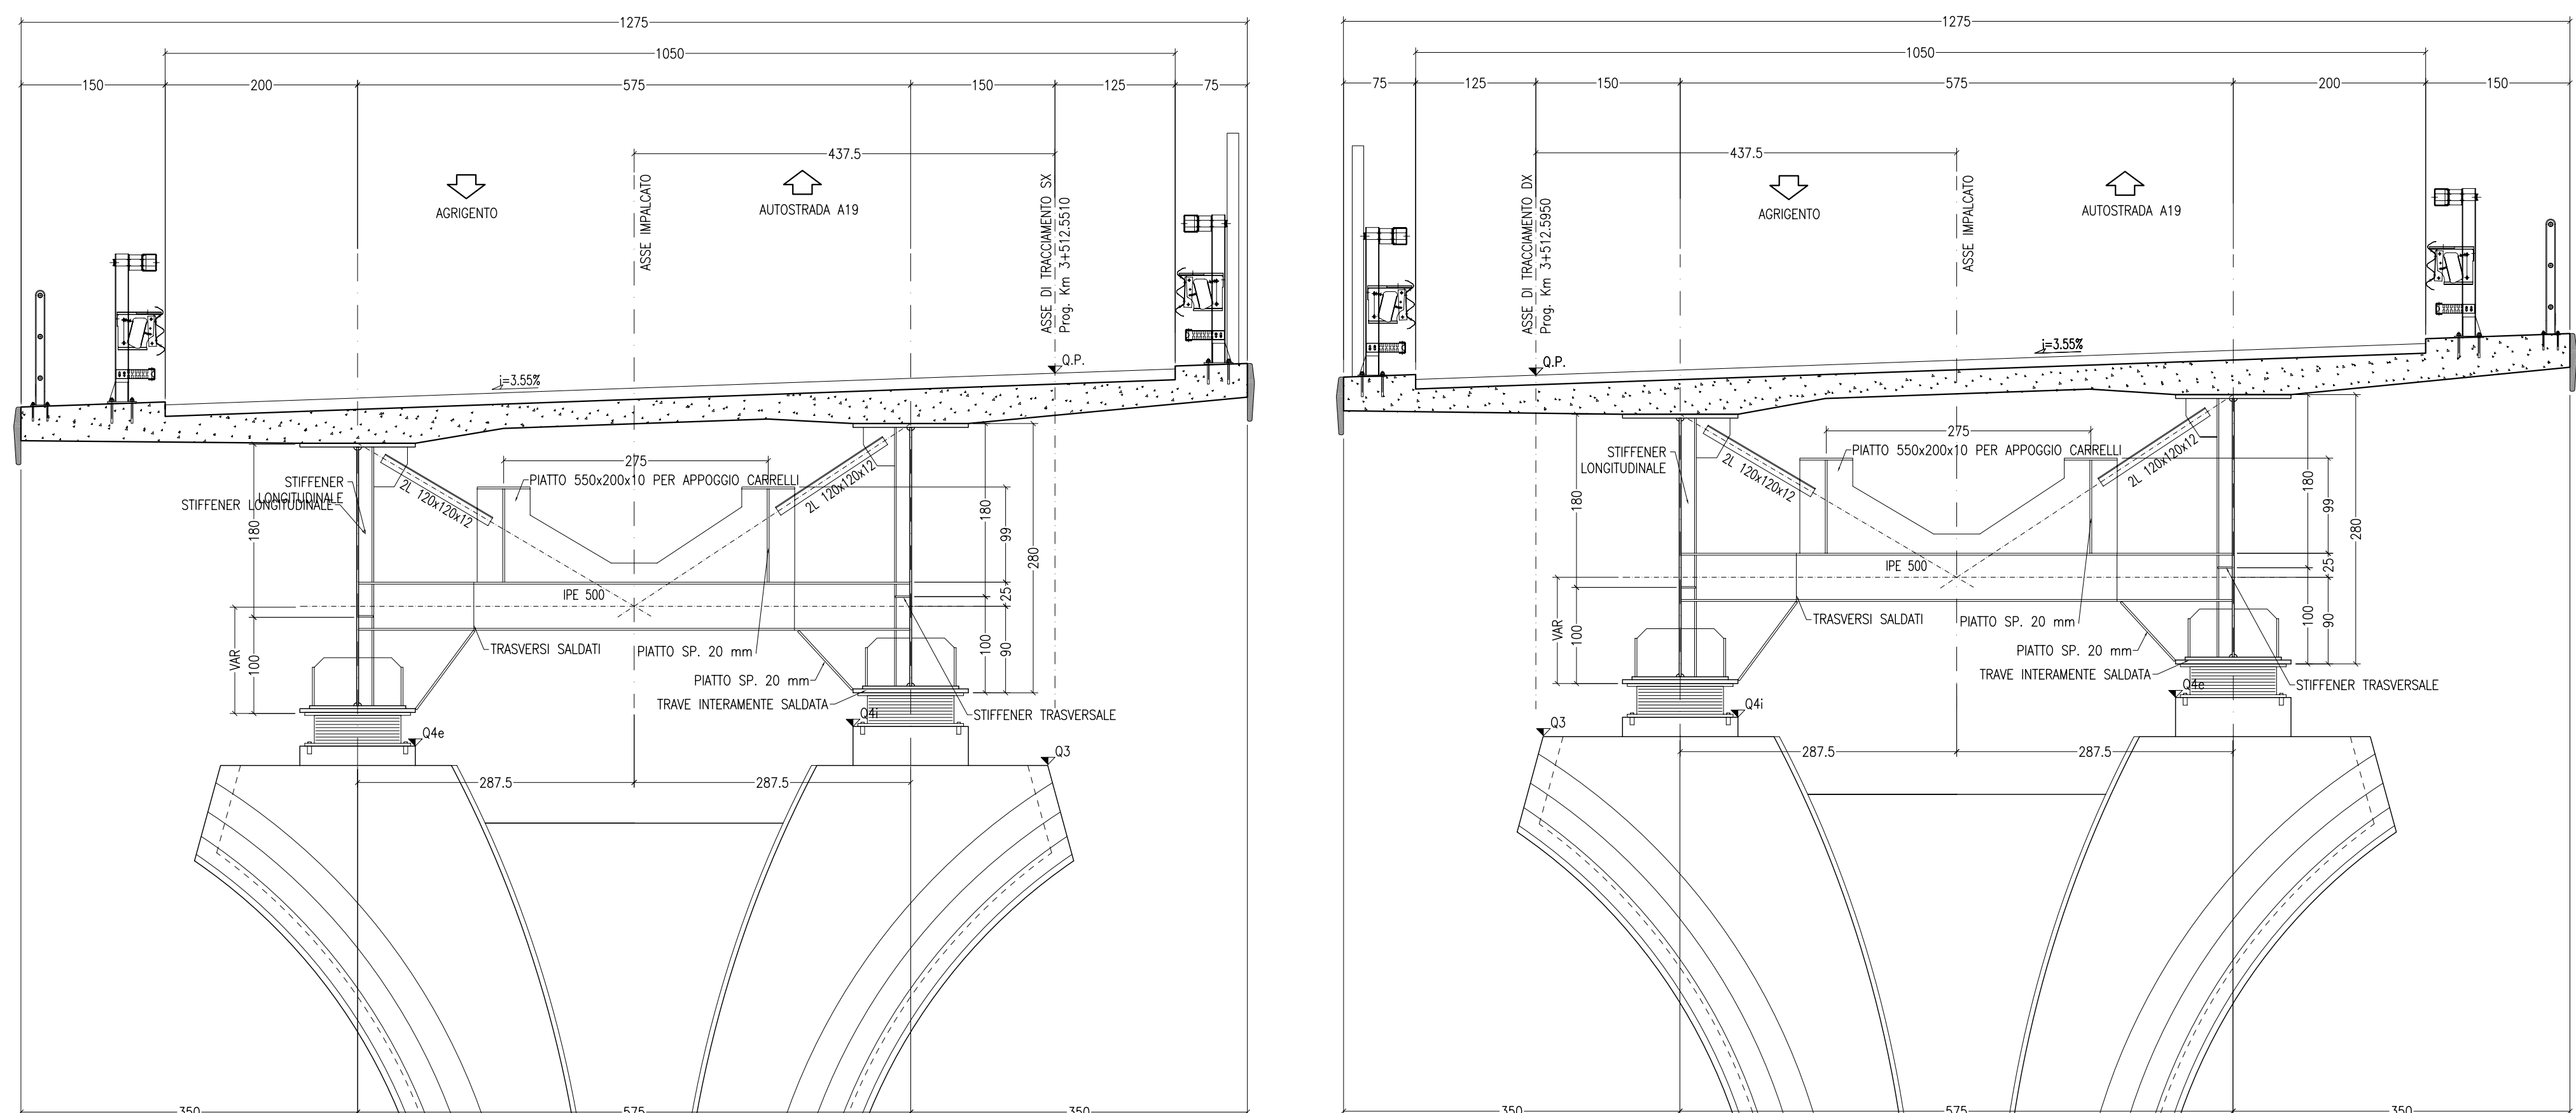 1275
1050
150
200
575
150
125
75
437.5
AGRIGENTO
AUTOSTRADA A19
ASSE IMPALCATO
ASSE DI TRACCIAMENTO SX
Prog. Km 3+512.5510
Q.P.
i=3.55%
275
PIATTO 550x200x10 PER APPOGGIO CARRELLI
STIFFENER
LONGITUDINALE
STIFFENER LONGITUDINALE
2L 120x120x12
2L 120x120x12
180
180
99
280
IPE 500
25
VAR
100
100
90
TRASVERSI SALDATI
PIATTO SP. 20 mm
PIATTO SP. 20 mm
TRAVE INTERAMENTE SALDATA
STIFFENER TRASVERSALE
Q4i
Q4e
Q3
287.5
287.5
350
575
350
1275
1050
75
125
150
575
200
150
437.5
AGRIGENTO
AUTOSTRADA A19
ASSE DI TRACCIAMENTO DX
Prog. Km 3+512.5950
ASSE IMPALCATO
Q.P.
i=3.55%
275
PIATTO 550x200x10 PER APPOGGIO CARRELLI
STIFFENER
LONGITUDINALE
2L 120x120x12
2L 120x120x12
180
180
99
280
IPE 500
25
VAR
100
100
90
TRASVERSI SALDATI
PIATTO SP. 20 mm
PIATTO SP. 20 mm
TRAVE INTERAMENTE SALDATA
STIFFENER TRASVERSALE
Q4e
Q4i
Q3
287.5
287.5
350
575
350